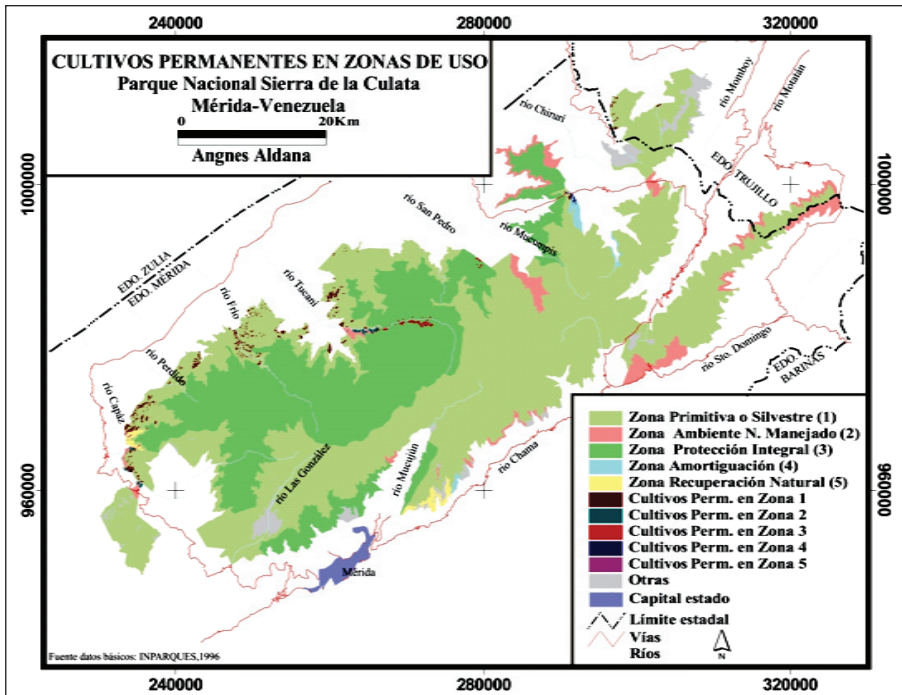 240000
280000
320000
CULTIVOS PERMANENTES EN ZONAS DE USO
Parque Nacional Sierra de la Culata
Mérida-Venezuela
0 20Km
Angnes Aldana
1000000
1000000
960000
960000
río Chirurí
río Momboy
río Motatán
EDO. TRUJILLO
río San Pedro
río Mucumpis
EDO. ZULIA
EDO. MÉRIDA
río Tucaní
río Frío
río Perdido
río Capáz
río Sto. Domingo
EDO. BARINAS
río Las González
río Mucujún
río Chama
Mérida
Zona Primitiva o Silvestre (1)
Zona Ambiente N. Manejado (2)
Zona Protección Integral (3)
Zona Amortiguación (4)
Zona Recuperación Natural (5)
Cultivos Perm. en Zona 1
Cultivos Perm. en Zona 2
Cultivos Perm. en Zona 3
Cultivos Perm. en Zona 4
Cultivos Perm. en Zona 5
Otras
Capital estado
Límite estadal
Vías
Ríos
N
Fuente datos básicos: INPARQUES,1996
240000
280000
320000